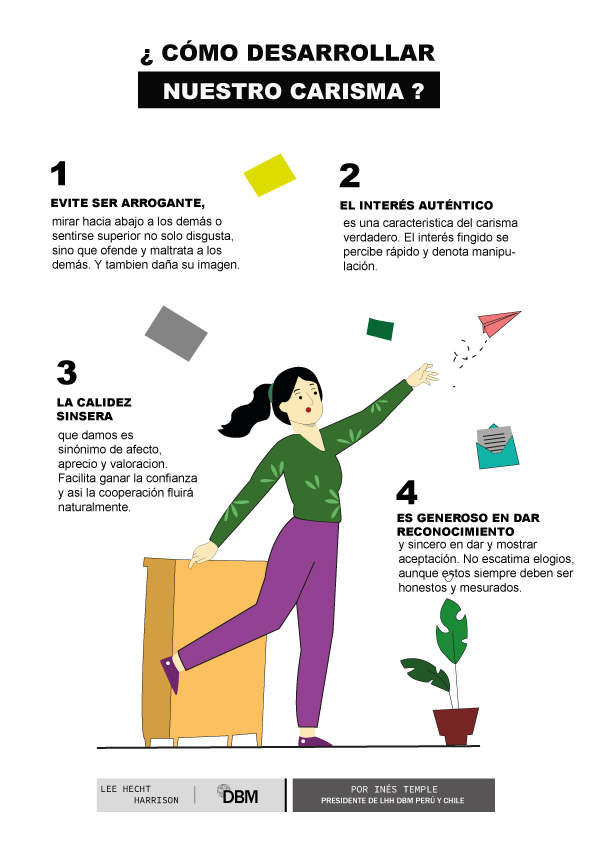 ¿ CÓMO DESARROLLAR
NUESTRO CARISMA ?
1
EVITE SER ARROGANTE,
mirar hacia abajo a los demás o
sentirse superior no solo disgusta,
sino que ofende y maltrata a los
demás. Y tambien daña su imagen.
2
EL INTERÉS AUTÉNTICO
es una caracteristica del carisma
verdadero. El interés fingido se
percibe rápido y denota manipu-
lación.
3
LA CALIDEZ
SINSERA
que damos es
sinónimo de afecto,
aprecio y valoracion.
Facilita ganar la confianza
y asi la cooperación fluirá
naturalmente.
4
ES GENEROSO EN DAR
RECONOCIMIENTO
y sincero en dar y mostrar
aceptación. No escatima elogios,
aunque estos siempre deben ser
honestos y mesurados.
LEE HECHT
HARRISON
DBM
POR INÉS TEMPLE
PRESIDENTE DE LHH DBM PERÚ Y CHILE